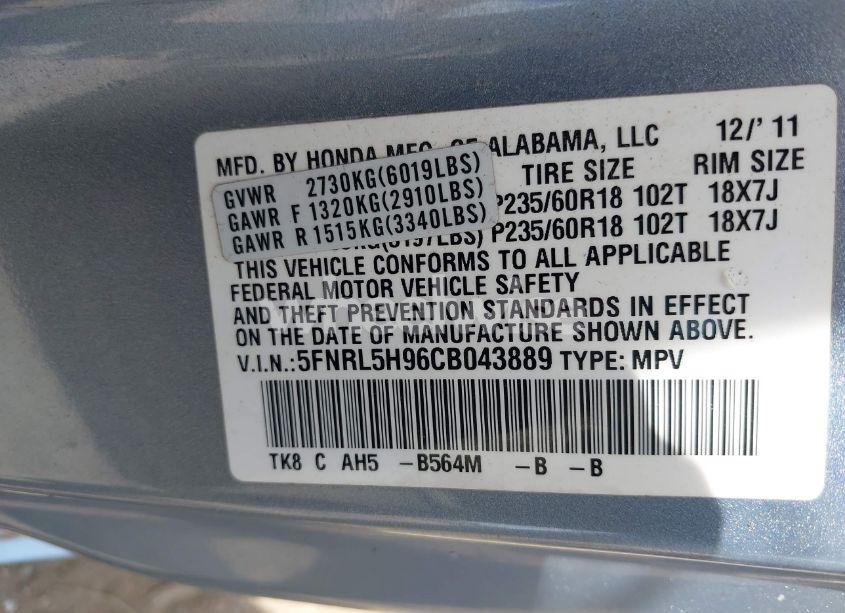 MFD. BY HONDA MFG. OF ALABAMA, LLC 12/' 11
TIRE SIZE RIM SIZE
GVWR 2730KG(6019LBS)
GAWR F 1320KG(2910LBS) P235/60R18 102T 18X7J
GAWR R 1515KG(3340LBS) P235/60R18 102T 18X7J
THIS VEHICLE CONFORMS TO ALL APPLICABLE
FEDERAL MOTOR VEHICLE SAFETY
AND THEFT PREVENTION STANDARDS IN EFFECT
ON THE DATE OF MANUFACTURE SHOWN ABOVE.
V.I.N.:5FNRL5H96CB043889 TYPE: MPV
TK8 C AH5 -B564M -B -B